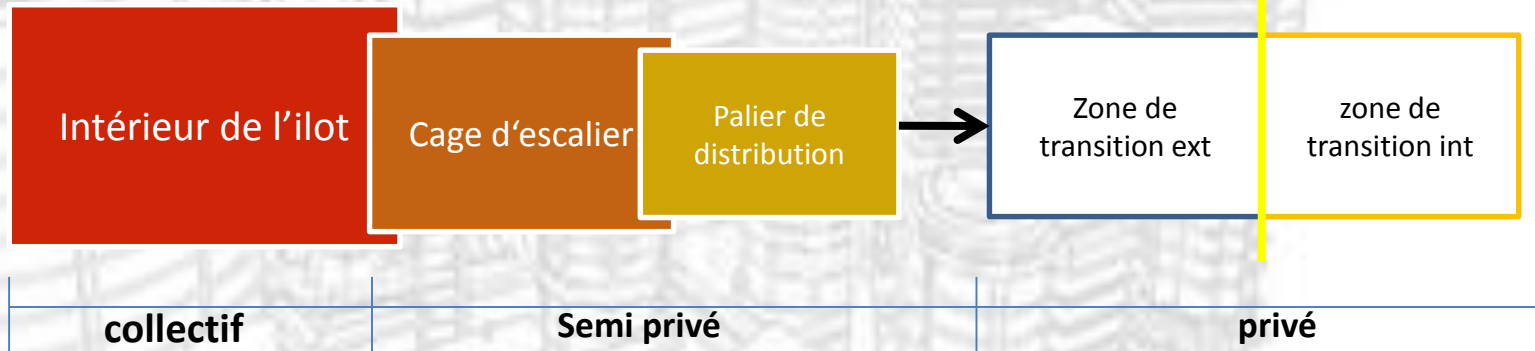 Intérieur de l’ilot
Cage d‘escalier
Palier de
distribution
Zone de
transition ext
zone de
transition int
collectif
Semi privé
privé